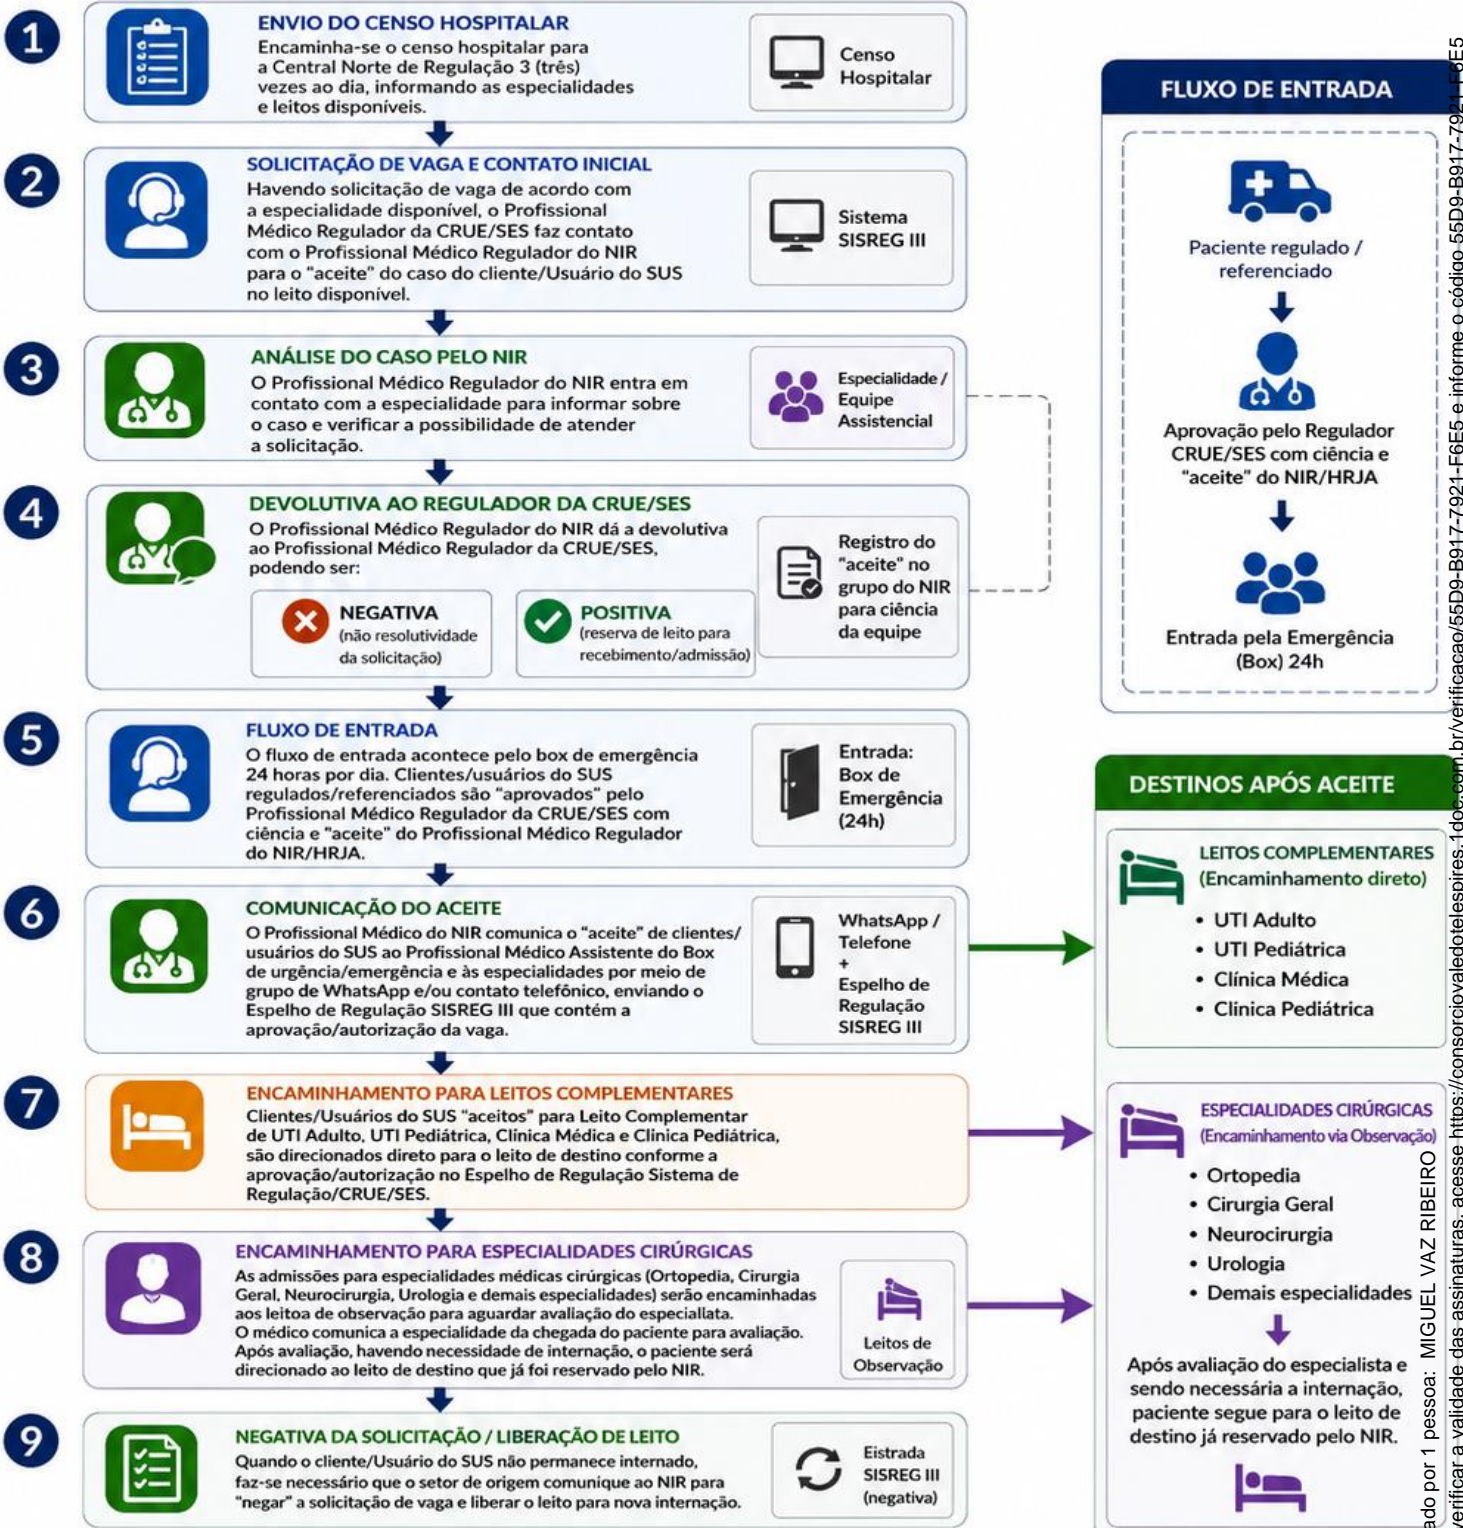 1
ENVIO DO CENSO HOSPITALAR
Encaminha-se o censo hospitalar para
a Central Norte de Regulação 3 (três)
vezes ao dia, informando as especialidades
e leitos disponíveis.
Censo
Hospitalar
2
SOLICITAÇÃO DE VAGA E CONTATO INICIAL
Havendo solicitação de vaga de acordo com
a especialidade disponível, o Profissional
Médico Regulador da CRUE/SES faz contato
com o Profissional Médico Regulador do NIR
para o "aceite" do caso do cliente/Usuário do SUS
no leito disponível.
Sistema
SISREG III
3
ANÁLISE DO CASO PELO NIR
O Profissional Médico Regulador do NIR entra em
contato com a especialidade para informar sobre
o caso e verificar a possibilidade de atender
a solicitação.
Especialidade /
Equipe
Assistencial
4
DEVOLUTIVA AO REGULADOR DA CRUE/SES
O Profissional Médico Regulador do NIR dá a devolutiva
ao Profissional Médico Regulador da CRUE/SES,
podendo ser:
NEGATIVA
(não resolutividade
da solicitação)
POSITIVA
(reserva de leito para
recebimento/admissão)
Registro do
"aceite" no
grupo do NIR
para ciência
da equipe
5
FLUXO DE ENTRADA
O fluxo de entrada acontece pelo box de emergência
24 horas por dia. Clientes/usuários do SUS
regulados/referenciados são "aprovados" pelo
Profissional Médico Regulador da CRUE/SES com
ciência e "aceite" do Profissional Médico Regulador
do NIR/HRJA.
Entrada:
Box de
Emergência
(24h)
6
COMUNICAÇÃO DO ACEITE
O Profissional Médico do NIR comunica o "aceite" de clientes/
usuários do SUS ao Profissional Médico Assistente do Box
de urgência/emergência e às especialidades por meio de
grupo de WhatsApp e/ou contato telefônico, enviando o
Espelho de Regulação SISREG III que contém a
aprovação/autorização da vaga.
WhatsApp /
Telefone
+
Espelho de
Regulação
SISREG III
7
ENCAMINHAMENTO PARA LEITOS COMPLEMENTARES
Clientes/Usuários do SUS "aceitos" para Leito Complementar
de UTI Adulto, UTI Pediátrica, Clínica Médica e Clinica Pediátrica,
são direcionados direto para o leito de destino conforme a
aprovação/autorização no Espelho de Regulação Sistema de
Regulação/CRUE/SES.
8
ENCAMINHAMENTO PARA ESPECIALIDADES CIRÚRGICAS
As admissões para especialidades médicas cirúrgicas (Ortopedia, Cirurgia
Geral, Neurocirurgia, Urologia e demais especialidades) serão encaminhadas
aos leitoa de observação para aguardar avaliação do especiallata.
O médico comunica a especialidade da chegada do paciente para avaliação.
Após avaliação, havendo necessidade de internação, o paciente será
direcionado ao leito de destino que já foi reservado pelo NIR.
Leitos de
Observação
9
NEGATIVA DA SOLICITAÇÃO / LIBERAÇÃO DE LEITO
Quando o cliente/Usuário do SUS não permanece internado,
faz-se necessário que o setor de origem comunique ao NIR para
"negar" a solicitação de vaga e liberar o leito para nova internação.
Eistrada
SISREG III
(negativa)
FLUXO DE ENTRADA
Paciente regulado /
referenciado
Aprovação pelo Regulador
CRUE/SES com ciência e
"aceite" do NIR/HRJA
Entrada pela Emergência
(Box) 24h
DESTINOS APÓS ACEITE
LEITOS COMPLEMENTARES
(Encaminhamento direto)
• UTI Adulto
• UTI Pediátrica
• Clínica Médica
• Clinica Pediátrica
ESPECIALIDADES CIRÚRGICAS
(Encaminhamento via Observação)
• Ortopedia
• Cirurgia Geral
• Neurocirurgia
• Urologia
• Demais especialidades
Após avaliação do especialista e
sendo necessária a internação,
paciente segue para o leito de
destino já reservado pelo NIR.
ado por 1 pessoa: MIGUEL VAZ RIBEIRO
verificar a validade das assinaturas, acesse https://consorciovaledotelespires.1doc.com.br/verificacao/55D9-B917-7921-F6E5 e informe o código 55D9-B917-7921-F6E5